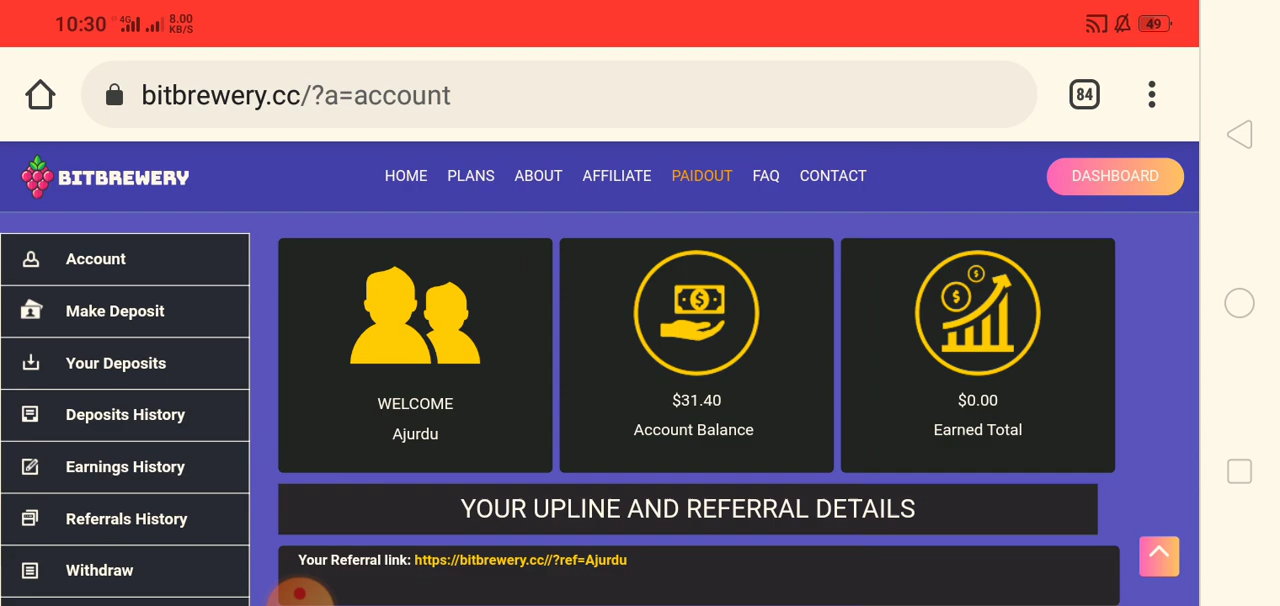 10:30 4G 8.00 KB/S 49
bitbrewery.cc/?a=account 84
BITBREWERY HOME PLANS ABOUT AFFILIATE PAIDOUT FAQ CONTACT DASHBOARD
Account
Make Deposit
Your Deposits
Deposits History
Earnings History
Referrals History
Withdraw
WELCOME
Ajurdu
$31.40
Account Balance
$0.00
Earned Total
YOUR UPLINE AND REFERRAL DETAILS
Your Referral link: https://bitbrewery.cc//?ref=Ajurdu